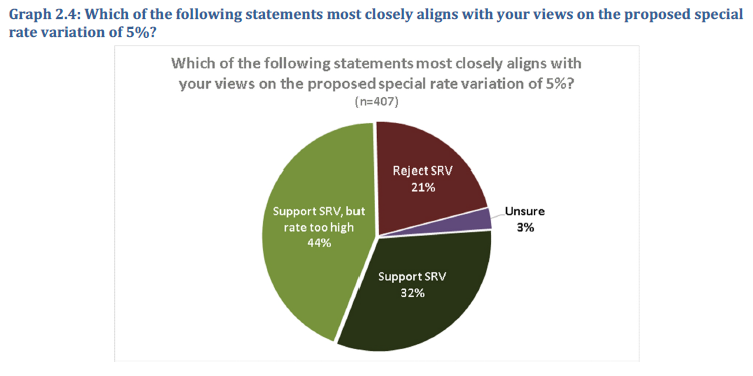 Graph 2.4: Which of the following statements most closely aligns with your views on the proposed special
rate variation of 5%?
Which of the following statements most closely aligns with
your views on the proposed special rate variation of 5%?
(n=407)
Reject SRV
21%
Unsure
3%
Support SRV, but
rate too high
44%
Support SRV
32%